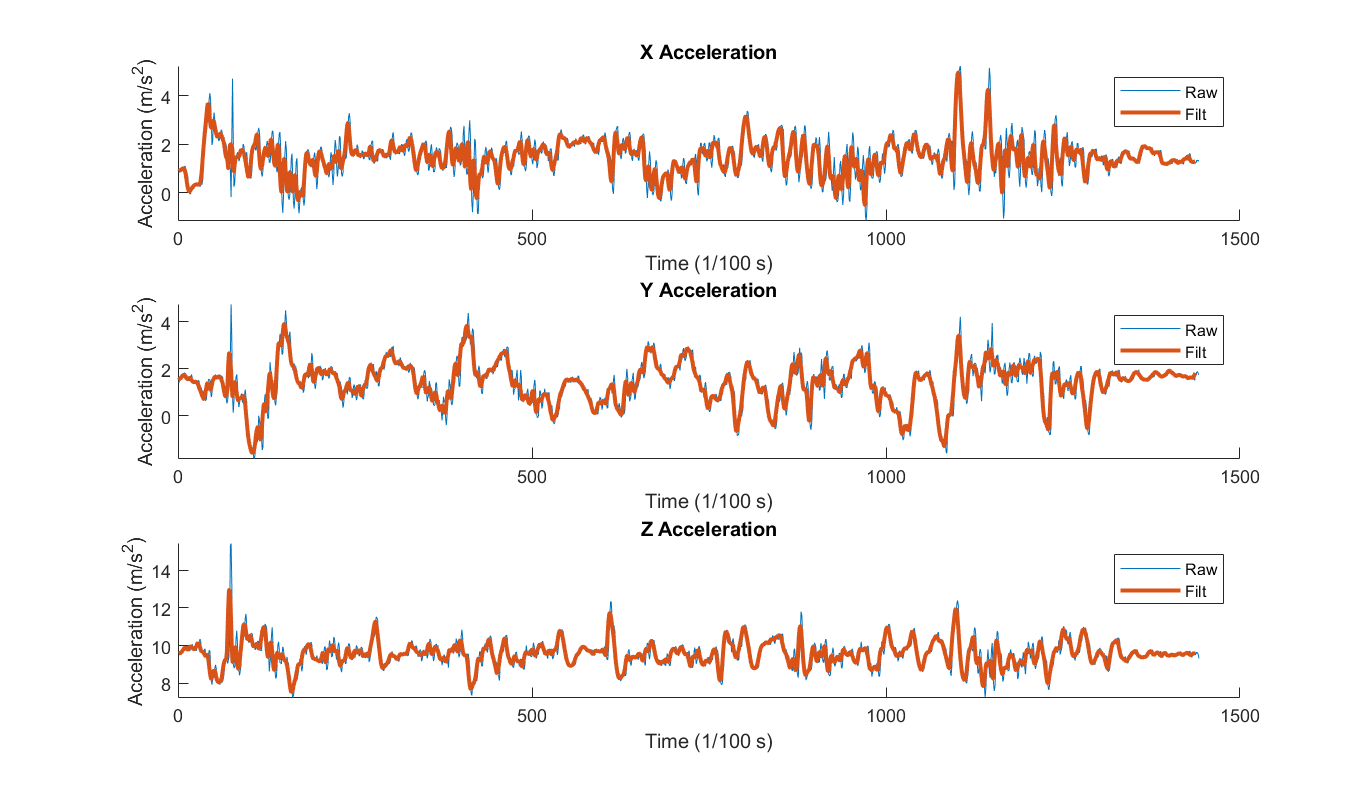 X Acceleration
Acceleration (m/s²)
4
2
0
Raw
Filt
0 500 1000 1500
Time (1/100 s)
Y Acceleration
Acceleration (m/s²)
4
2
0
Raw
Filt
0 500 1000 1500
Time (1/100 s)
Z Acceleration
Acceleration (m/s²)
14
12
10
8
Raw
Filt
0 500 1000 1500
Time (1/100 s)